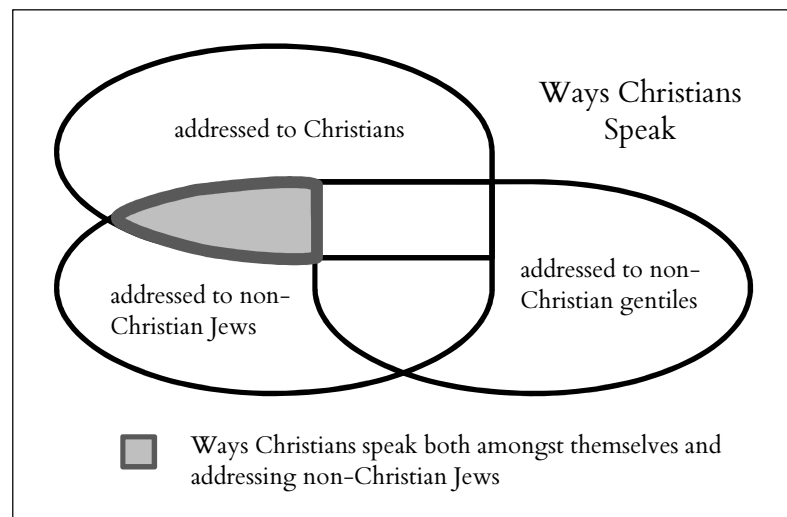 Ways Christians
Speak
addressed to Christians
addressed to non-
Christian Jews
addressed to non-
Christian gentiles
Ways Christians speak both amongst themselves and
addressing non-Christian Jews